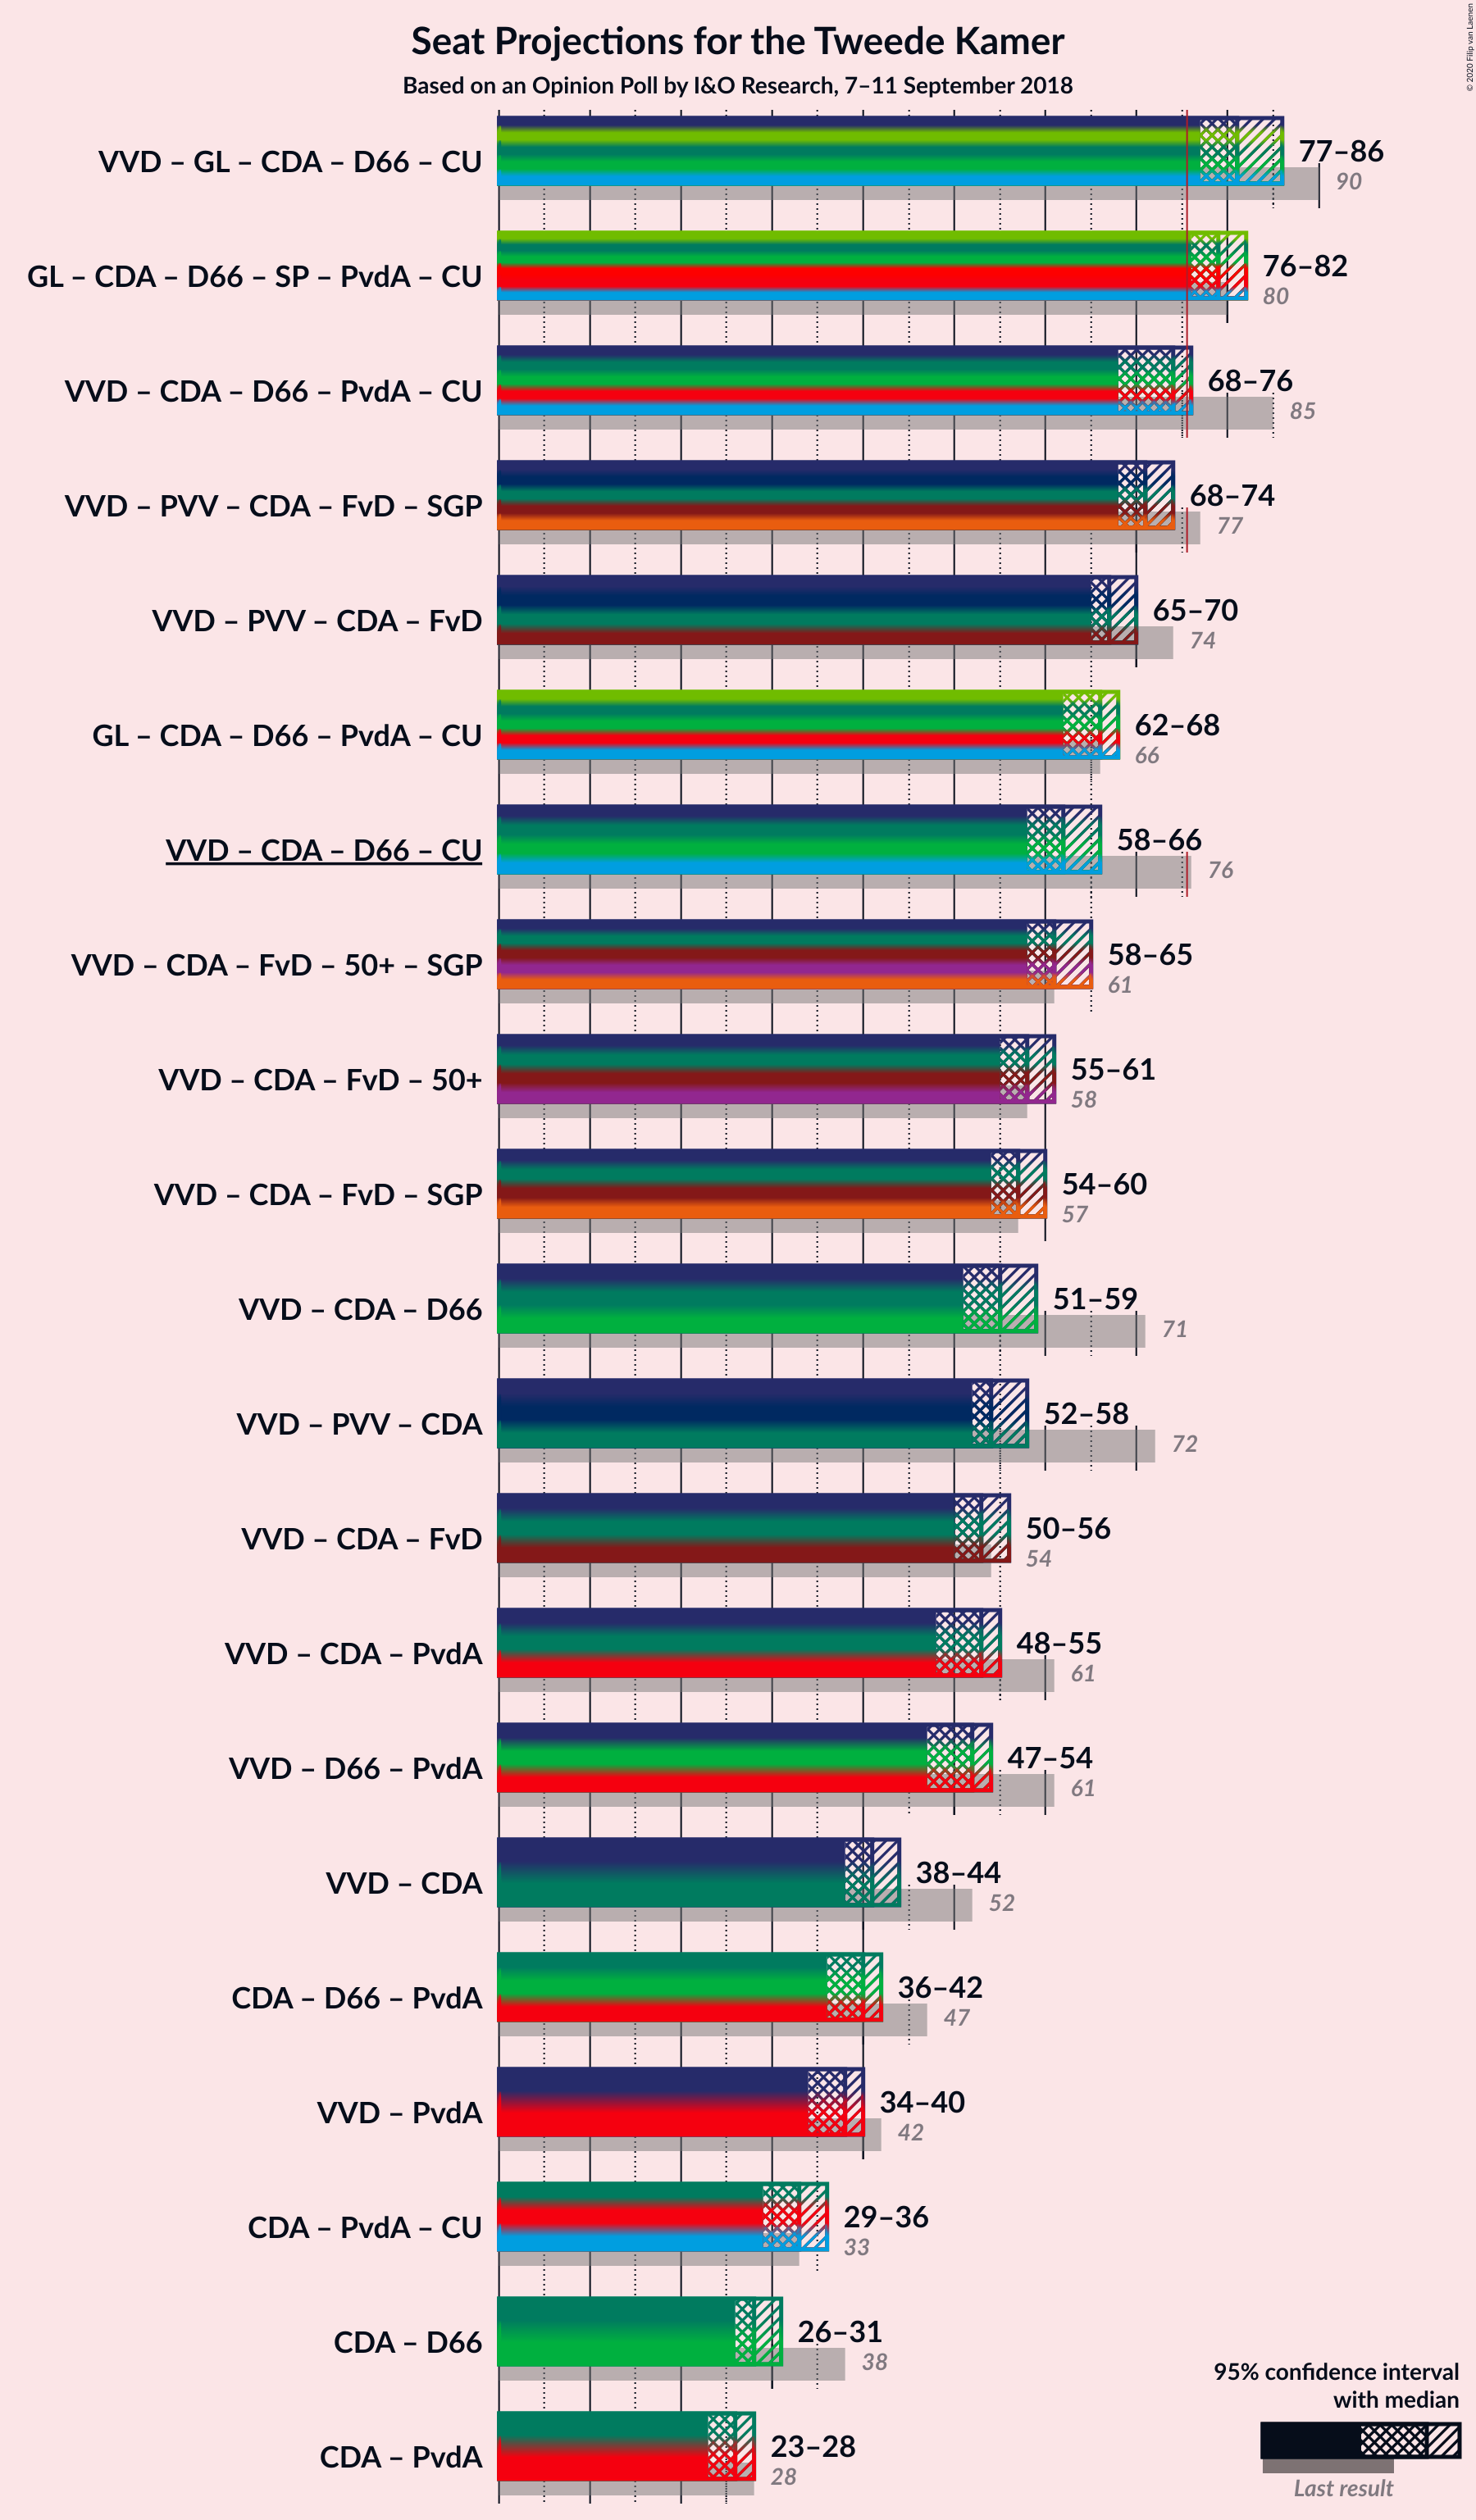 Seat Projections for the Tweede Kamer
Based on an Opinion Poll by I&O Research, 7–11 September 2018
© 2020 Filip van Laenen
VVD – GL – CDA – D66 – CU
77–86
90
GL – CDA – D66 – SP – PvdA – CU
76–82
80
VVD – CDA – D66 – PvdA – CU
68–76
85
VVD – PVV – CDA – FvD – SGP
68–74
77
VVD – PVV – CDA – FvD
65–70
74
GL – CDA – D66 – PvdA – CU
62–68
66
VVD – CDA – D66 – CU
58–66
76
VVD – CDA – FvD – 50+ – SGP
58–65
61
VVD – CDA – FvD – 50+
55–61
58
VVD – CDA – FvD – SGP
54–60
57
VVD – CDA – D66
51–59
71
VVD – PVV – CDA
52–58
72
VVD – CDA – FvD
50–56
54
VVD – CDA – PvdA
48–55
61
VVD – D66 – PvdA
47–54
61
VVD – CDA
38–44
52
CDA – D66 – PvdA
36–42
47
VVD – PvdA
34–40
42
CDA – PvdA – CU
29–36
33
CDA – D66
26–31
38
CDA – PvdA
23–28
28
95% confidence interval
with median
Last result